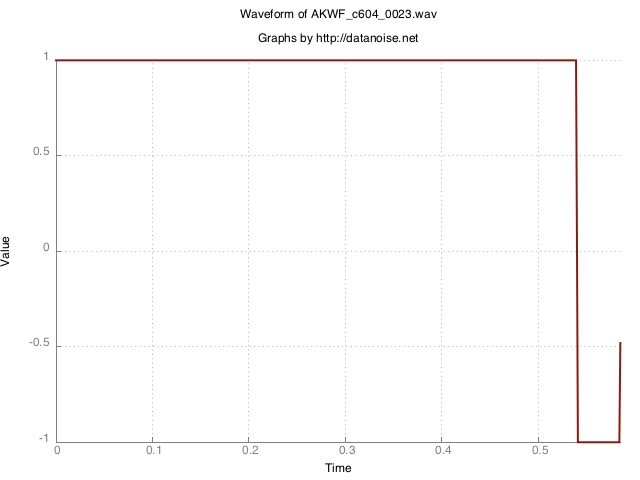 Waveform of AKWF_c604_0023.wav
Graphs by http://datanoise.net
1
0.5
0
-0.5
-1
Value
0 0.1 0.2 0.3 0.4 0.5
Time